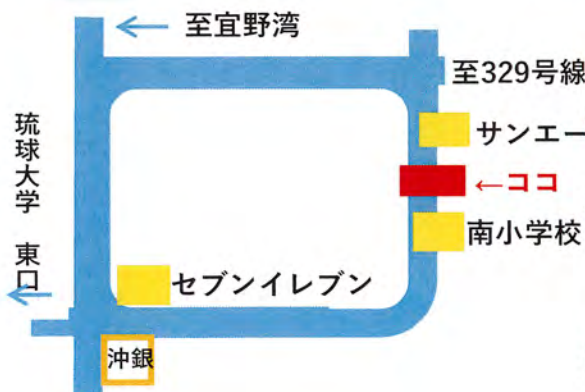 至宜野湾
至329号線
サンエー
←ココ
南小学校
琉球大学 東口
セブンイレブン
沖銀